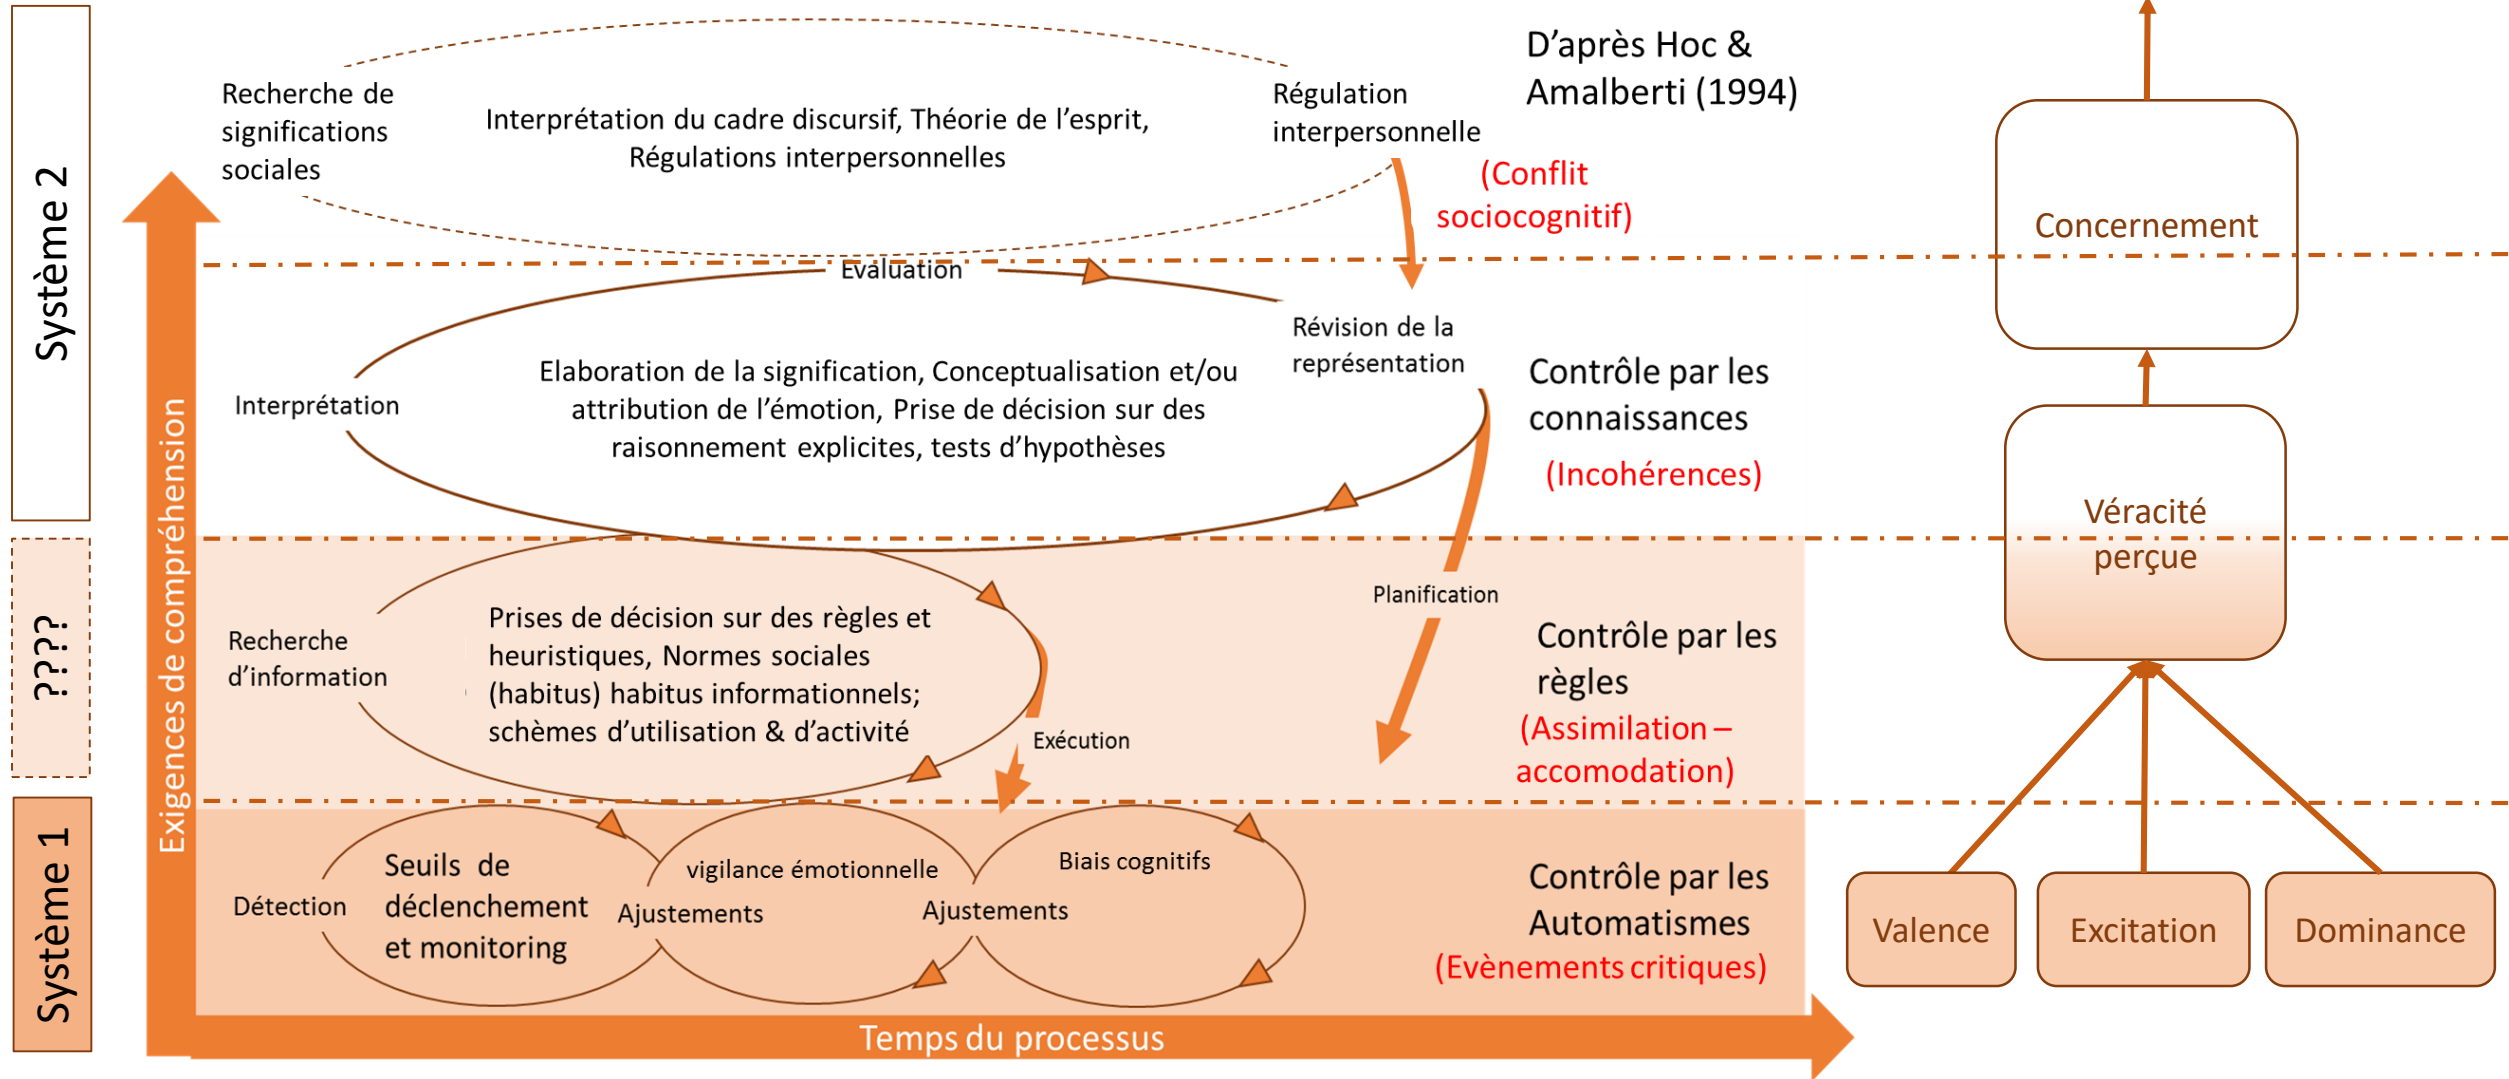 Système 2
????
Système 1
Exigences de compréhension
Temps du processus
Recherche de
significations
sociales
Interprétation du cadre discursif, Théorie de l’esprit,
Régulations interpersonnelles
Régulation
interpersonnelle
(Conflit
sociocognitif)
D’après Hoc &
Amalberti (1994)
Evaluation
Interprétation
Elaboration de la signification, Conceptualisation et/ou
attribution de l’émotion, Prise de décision sur des
raisonnement explicites, tests d’hypothèses
Révision de la
représentation
Contrôle par les
connaissances
(Incohérences)
Recherche
d’information
Prises de décision sur des règles et
heuristiques, Normes sociales
(habitus) habitus informationnels;
schèmes d’utilisation & d’activité
Planification
Exécution
Contrôle par les
règles
(Assimilation –
accomodation)
Détection
Seuils de
déclenchement
et monitoring
Ajustements
vigilance émotionnelle
Ajustements
Biais cognitifs
Contrôle par les
Automatismes
(Evènements critiques)
Concernement
Véracité
perçue
Valence
Excitation
Dominance